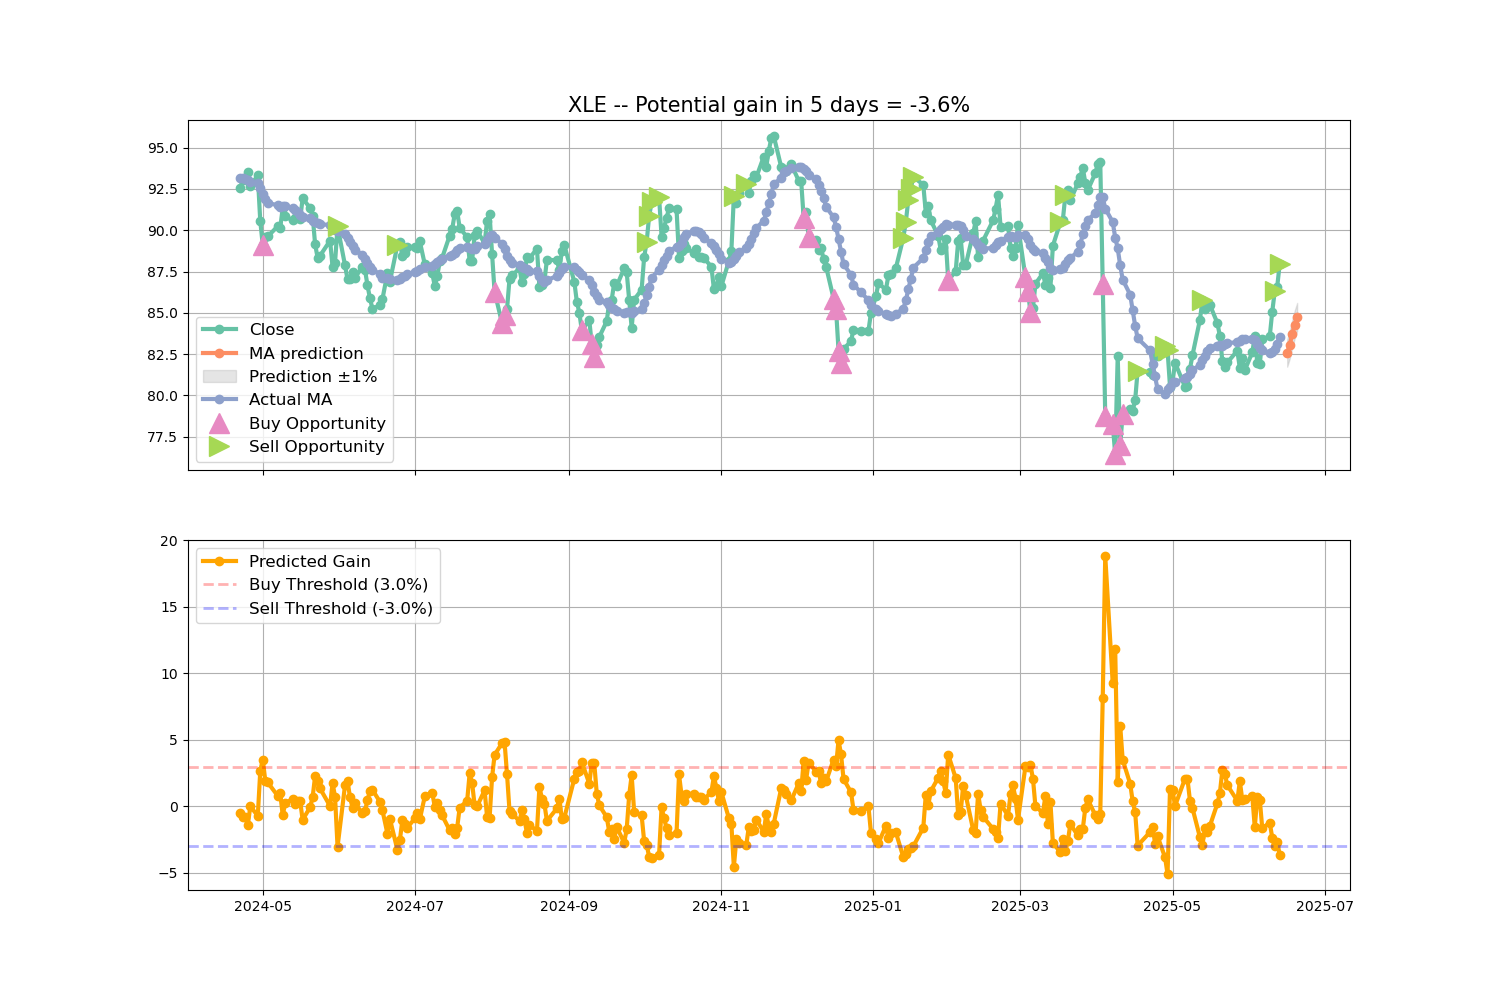 XLE -- Potential gain in 5 days = -3.6%
95.0
92.5
90.0
87.5
85.0
82.5
80.0
77.5
Close
MA prediction
Prediction ±1%
Actual MA
Buy Opportunity
Sell Opportunity
20
15
10
5
0
−5
Predicted Gain
Buy Threshold (3.0%)
Sell Threshold (-3.0%)
2024-05
2024-07
2024-09
2024-11
2025-01
2025-03
2025-05
2025-07